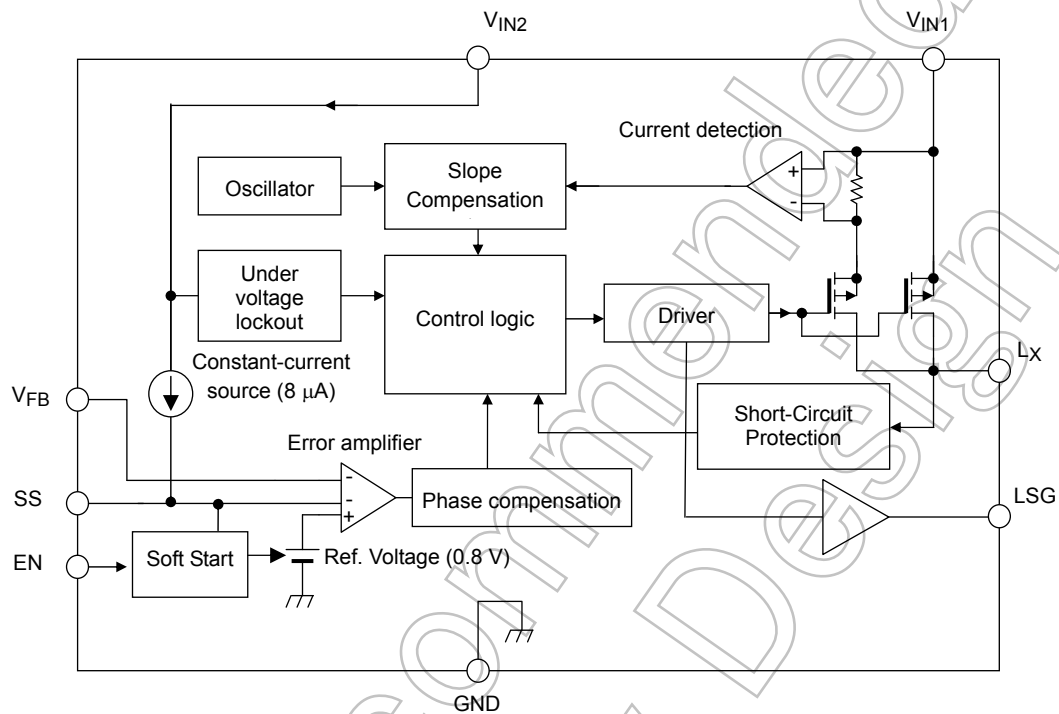 VIN2
VIN1
Current detection
Oscillator
Slope
Compensation
+
-
Under
voltage
lockout
Control logic
Driver
LX
Constant-current
source (8 μA)
VFB
Short-Circuit
Protection
Error amplifier
-
-
+
SS
Phase compensation
LSG
EN
Soft Start
Ref. Voltage (0.8 V)
GND
Design